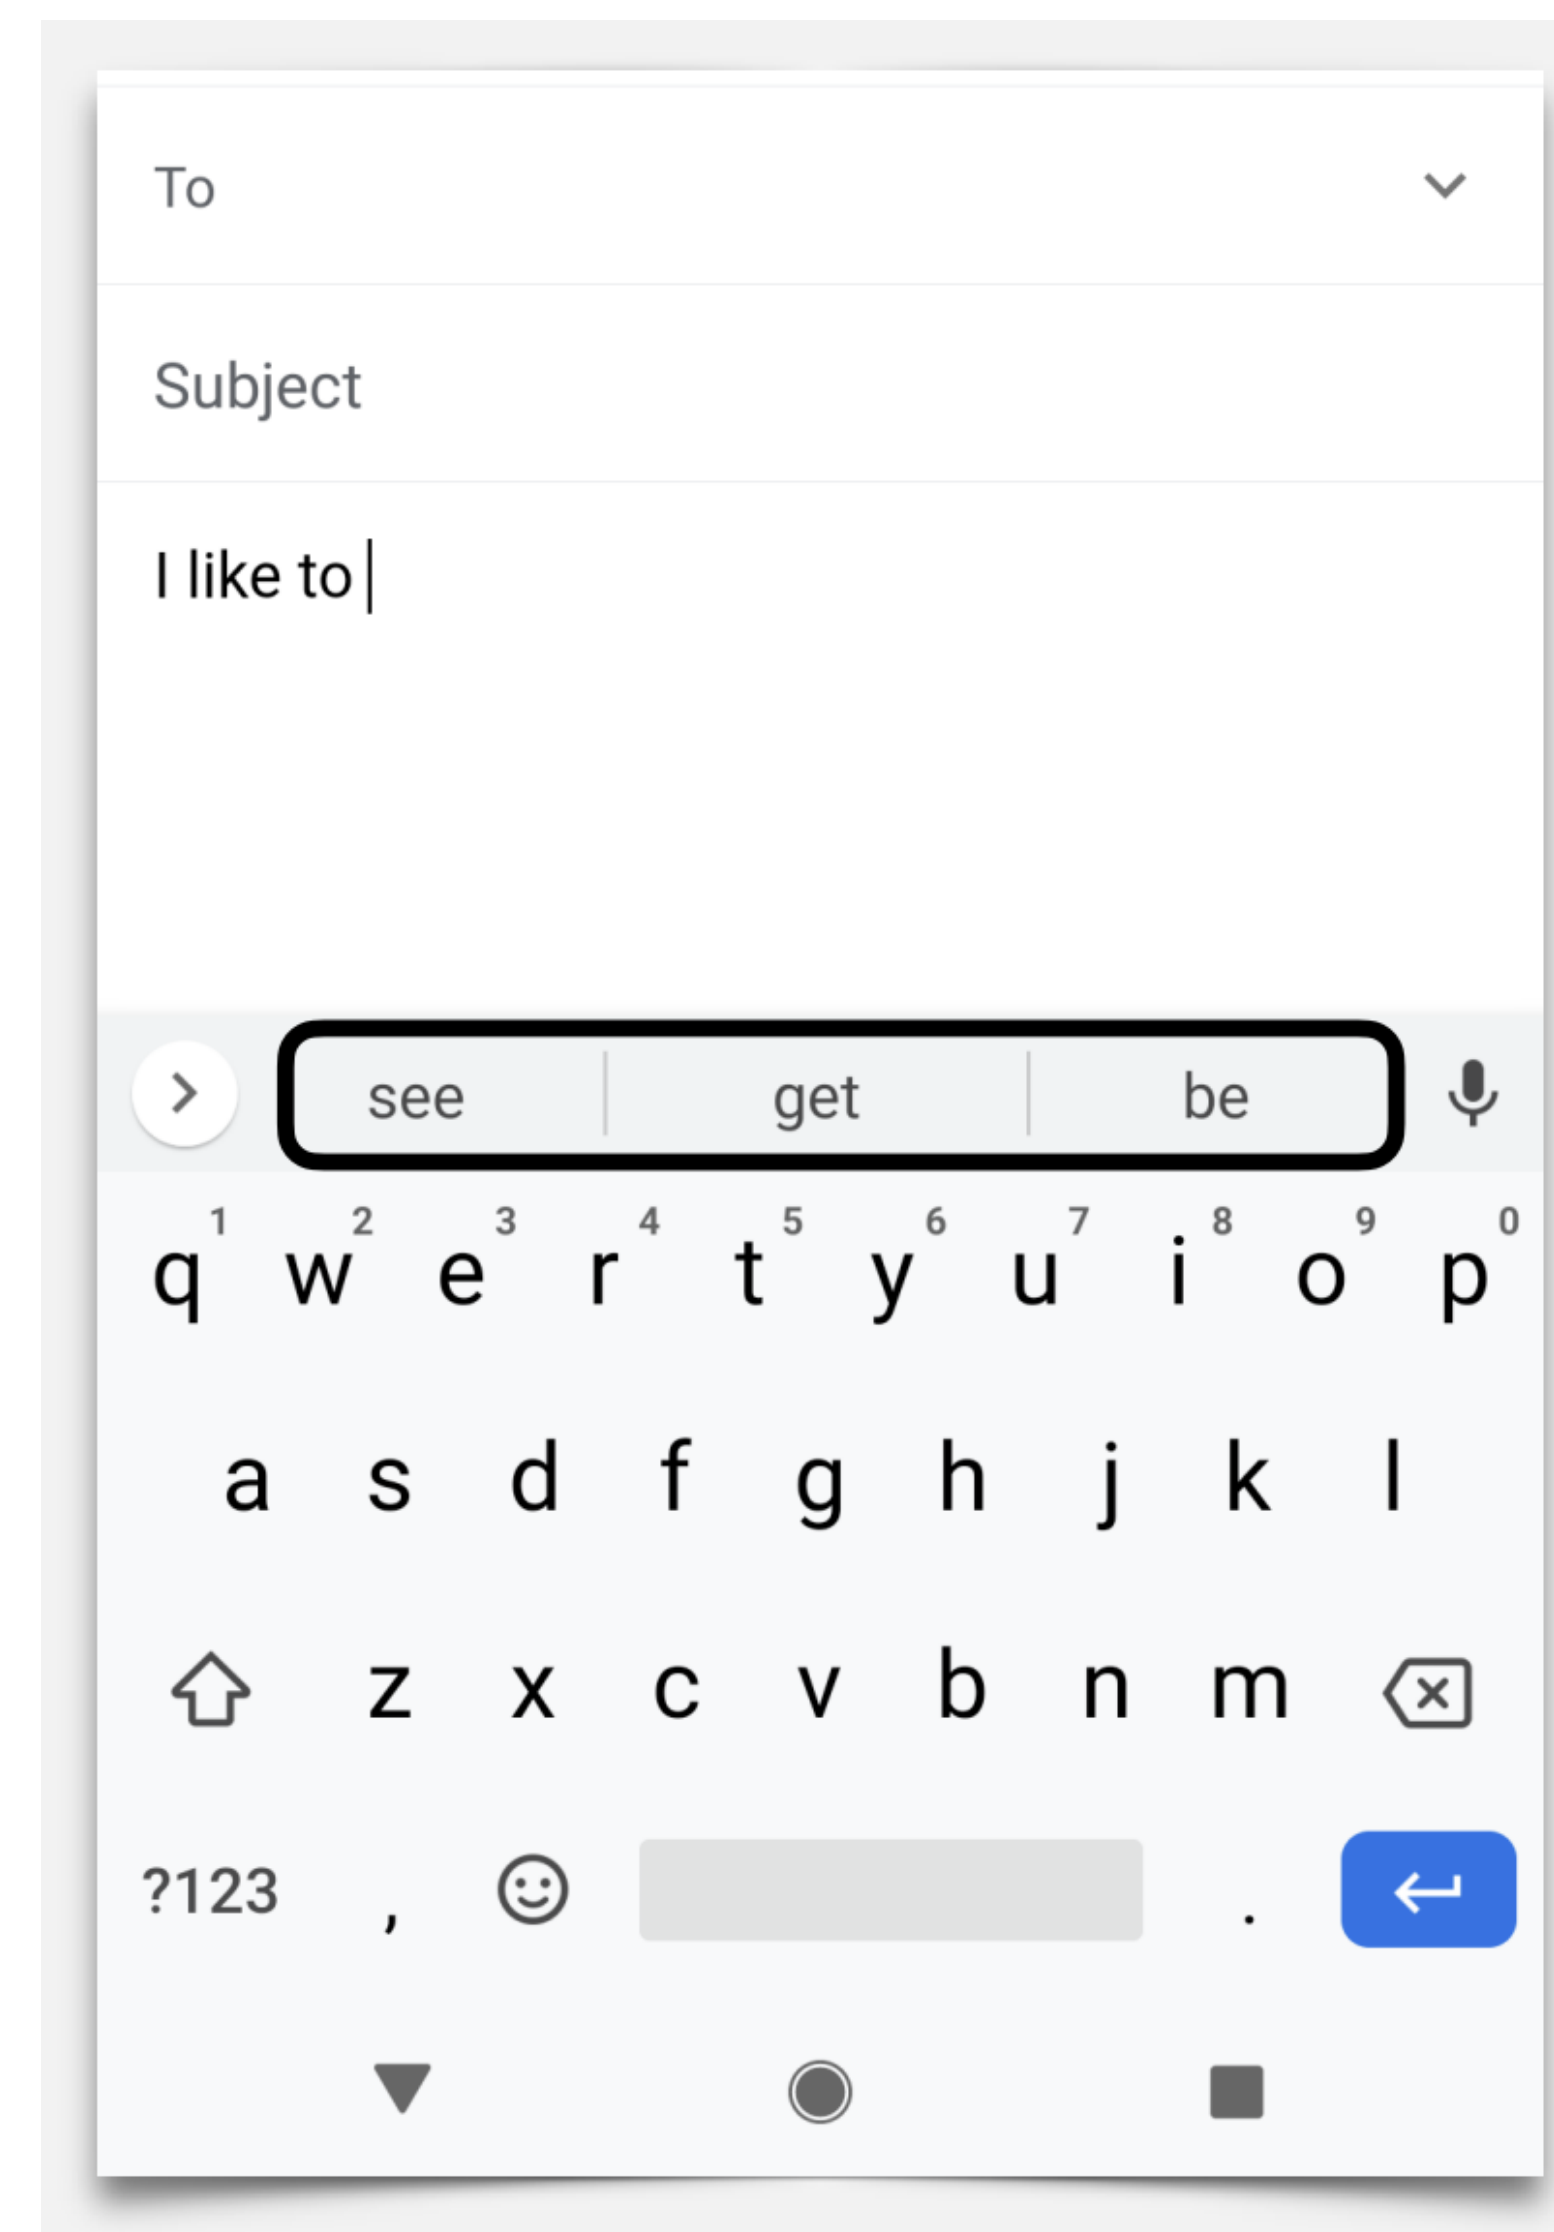 To
Subject
I like to
see get be
1 2 3 4 5 6 7 8 9 0
q w e r t y u i o p
a s d f g h j k l
z x c v b n m
?123 , .